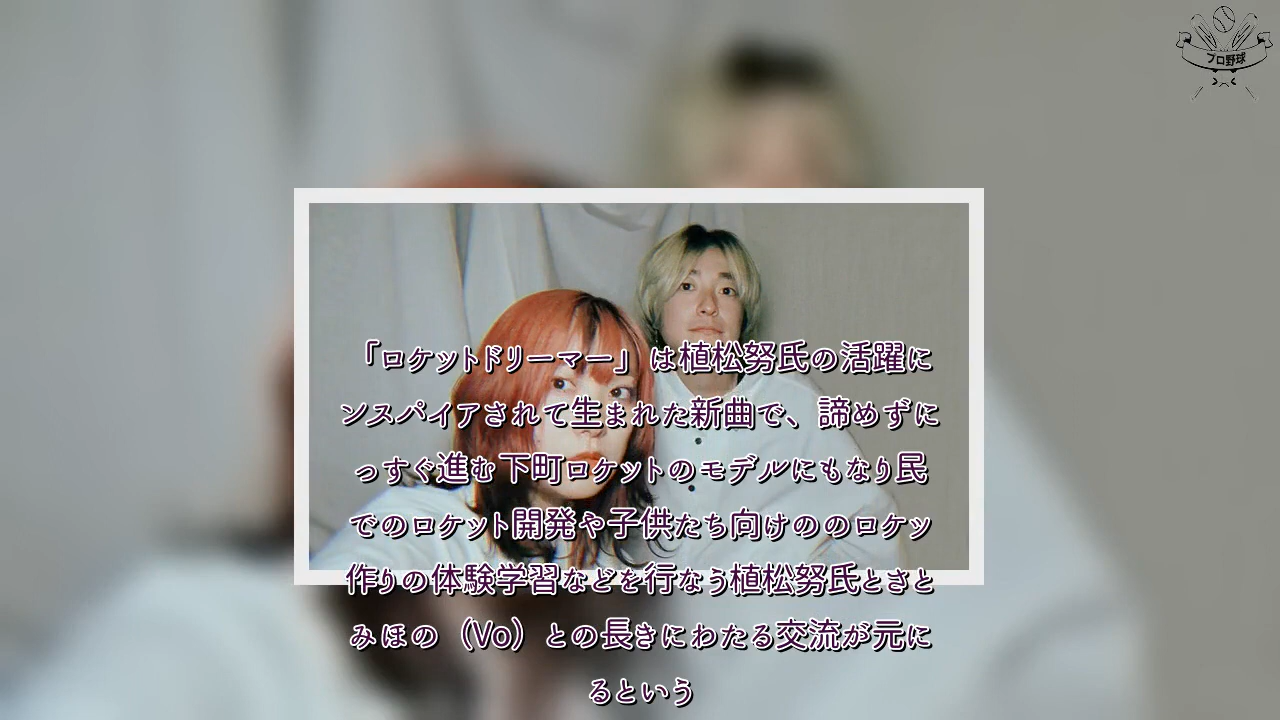 プロ野球
「ロケットドリーマー」は植松努氏の活躍に
ンスパイアされて生まれた新曲で、諦めずに
っすぐ進む下町ロケットのモデルにもなり民
でのロケット開発や子供たち向けののロケッ
作りの体験学習などを行なう植松努氏とさと
みほの（Vo）との長きにわたる交流が元に
るという